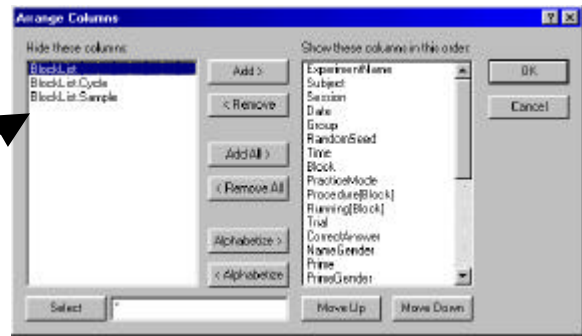 Arrange Columns
Hide these columns:
Show these columns in this order:
BlockList
BlockList.Cycle
BlockList.Sample
Add >
< Remove
Add All >
< Remove All
Alphabetize >
< Alphabetize
ExperimentName
Subject
Session
Date
Group
RandomSeed
Time
Block
PracticeMode
Procedure[Block]
Running[Block]
Trial
CorrectAnswer
NameGender
Prime
PrimeGender
OK
Cancel
Select
*
Move Up
Move Down